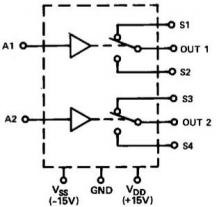 S1
A1
OUT 1
S2
S3
A2
OUT 2
S4
VSS GND VDD
(-15V) (+15V)